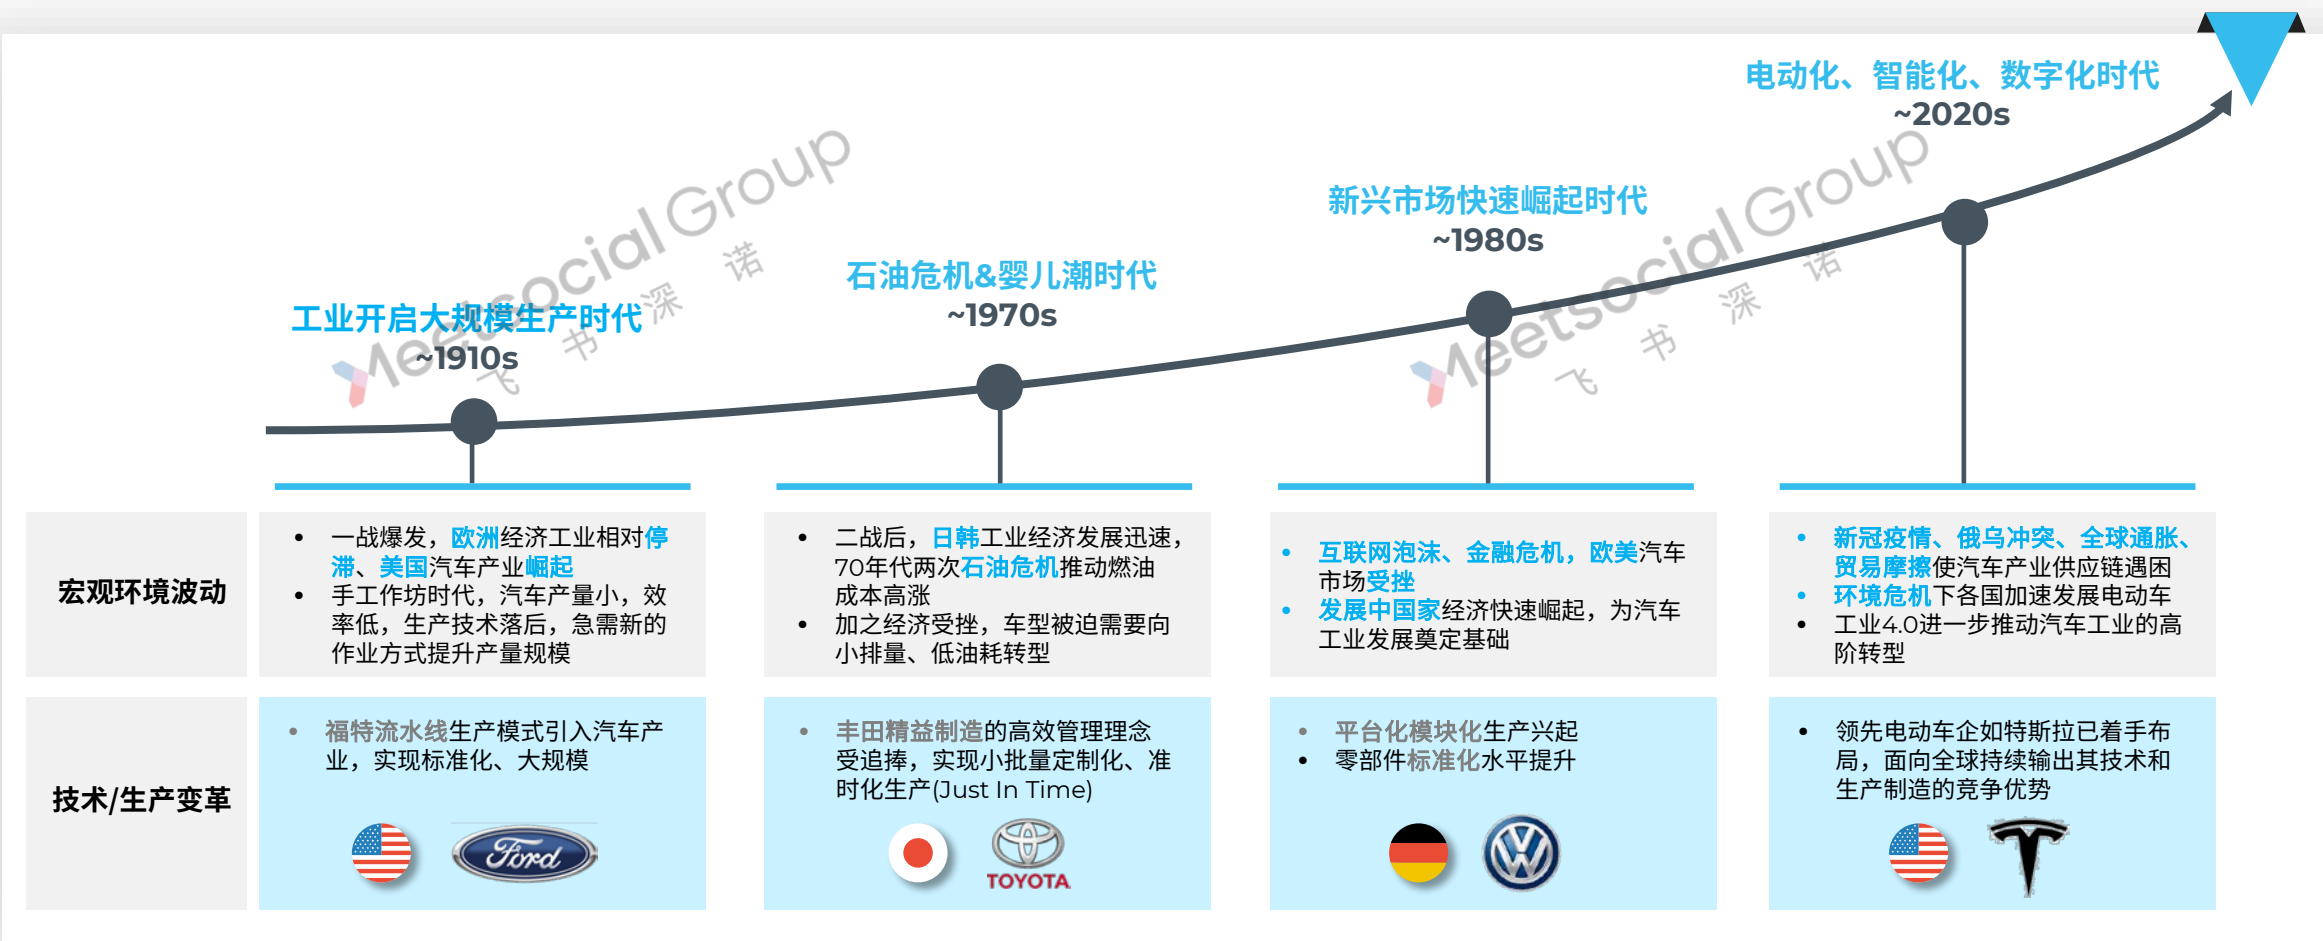 电动化、智能化、数字化时代
~2020s
新兴市场快速崛起时代
~1980s
石油危机&婴儿潮时代
~1970s
工业开启大规模生产时代
~1910s
Meetsocial Group
飞书深诺
Meetsocial Group
飞书深诺
宏观环境波动
• 一战爆发，欧洲经济工业相对停
滞、美国汽车产业崛起
• 手工作坊时代，汽车产量小，效
率低，生产技术落后，急需新的
作业方式提升产量规模
• 二战后，日韩工业经济发展迅速，
70年代两次石油危机推动燃油
成本高涨
• 加之经济受挫，车型被迫需要向
小排量、低油耗转型
• 互联网泡沫、金融危机，欧美汽车
市场受挫
• 发展中国家经济快速崛起，为汽车
工业发展奠定基础
• 新冠疫情、俄乌冲突、全球通胀、
贸易摩擦使汽车产业供应链遇困
• 环境危机下各国加速发展电动车
• 工业4.0进一步推动汽车工业的高
阶转型
技术/生产变革
• 福特流水线生产模式引入汽车产
业，实现标准化、大规模
Ford
• 丰田精益制造的高效管理理念
受追捧，实现小批量定制化、准
时化生产(Just In Time)
TOYOTA
• 平台化模块化生产兴起
• 零部件标准化水平提升
• 领先电动车企如特斯拉已着手布
局，面向全球持续输出其技术和
生产制造的竞争优势